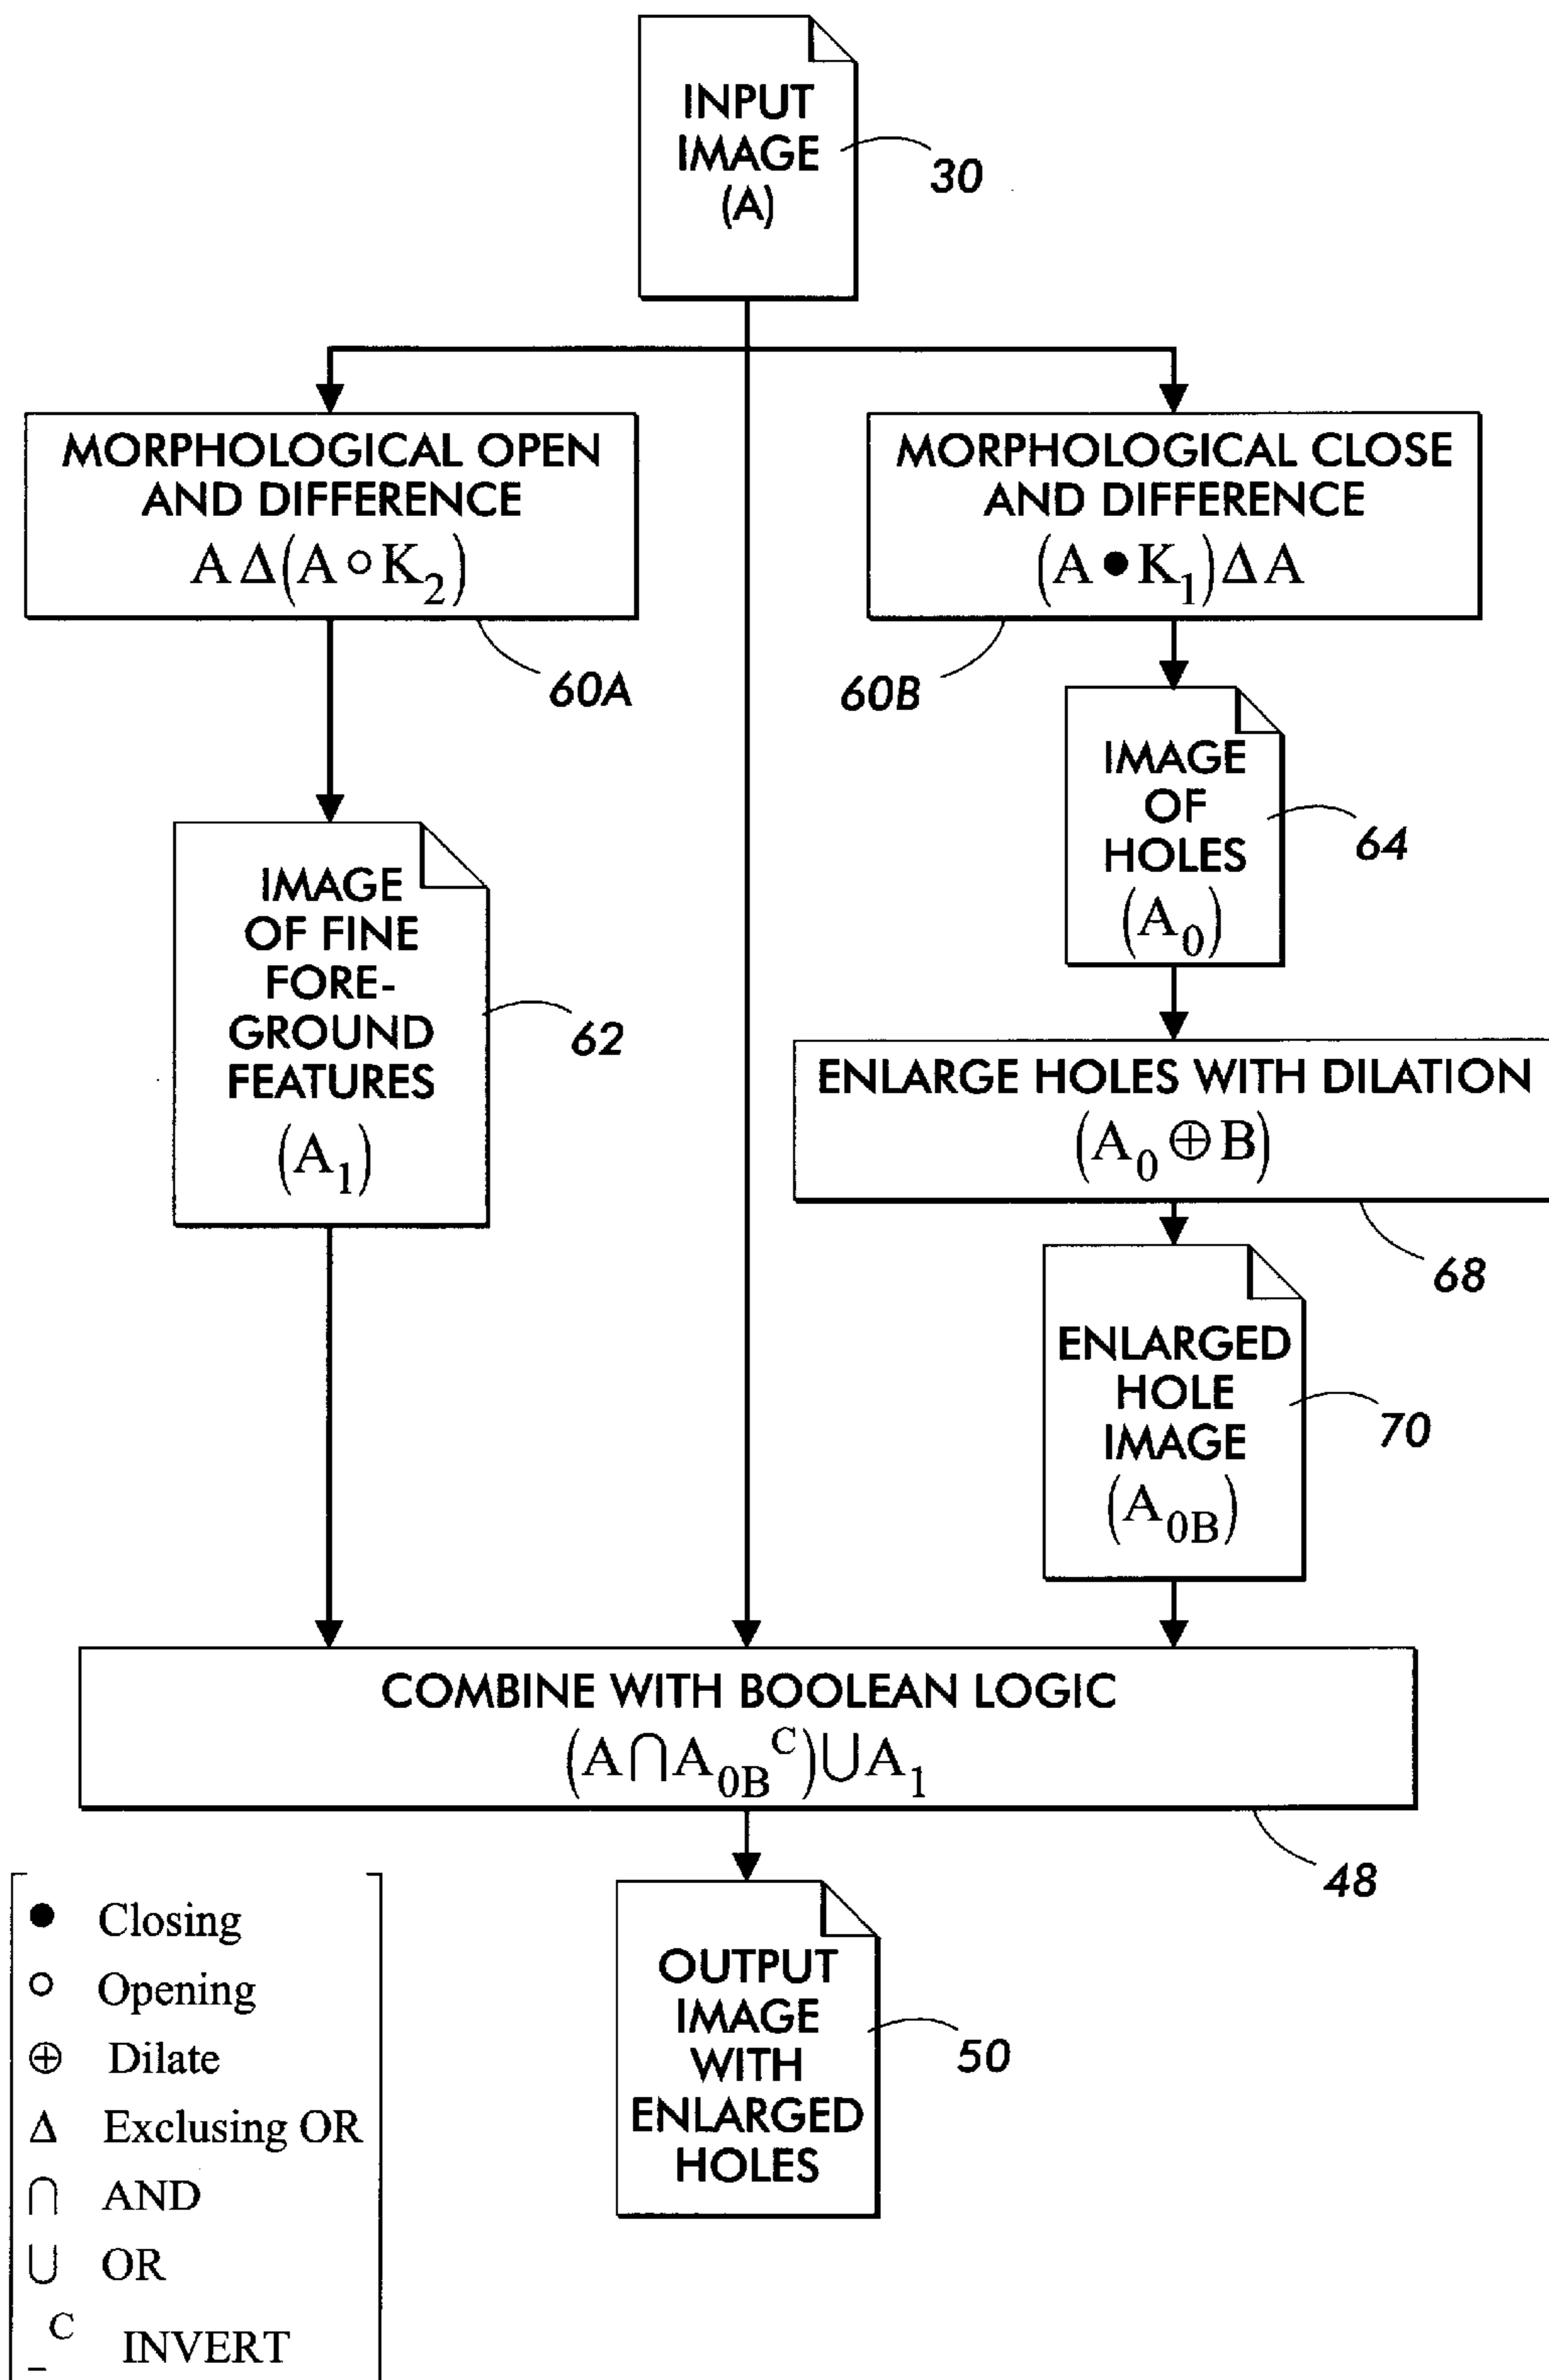 INPUT
IMAGE
(A)
30
MORPHOLOGICAL OPEN
AND DIFFERENCE
A Δ(A ○ K₂)
60A
MORPHOLOGICAL CLOSE
AND DIFFERENCE
(A ● K₁)Δ A
60B
IMAGE
OF
HOLES
(A₀)
64
IMAGE
OF FINE
FORE-
GROUND
FEATURES
(A₁)
62
ENLARGE HOLES WITH DILATION
(A₀ ⊕ B)
68
ENLARGED
HOLE
IMAGE
(A₀B)
70
COMBINE WITH BOOLEAN LOGIC
(A∩A₀B^C)∪A₁
48
OUTPUT
IMAGE
WITH
ENLARGED
HOLES
50
● Closing
○ Opening
⊕ Dilate
Δ Exclusing OR
∩ AND
∪ OR
_C INVERT